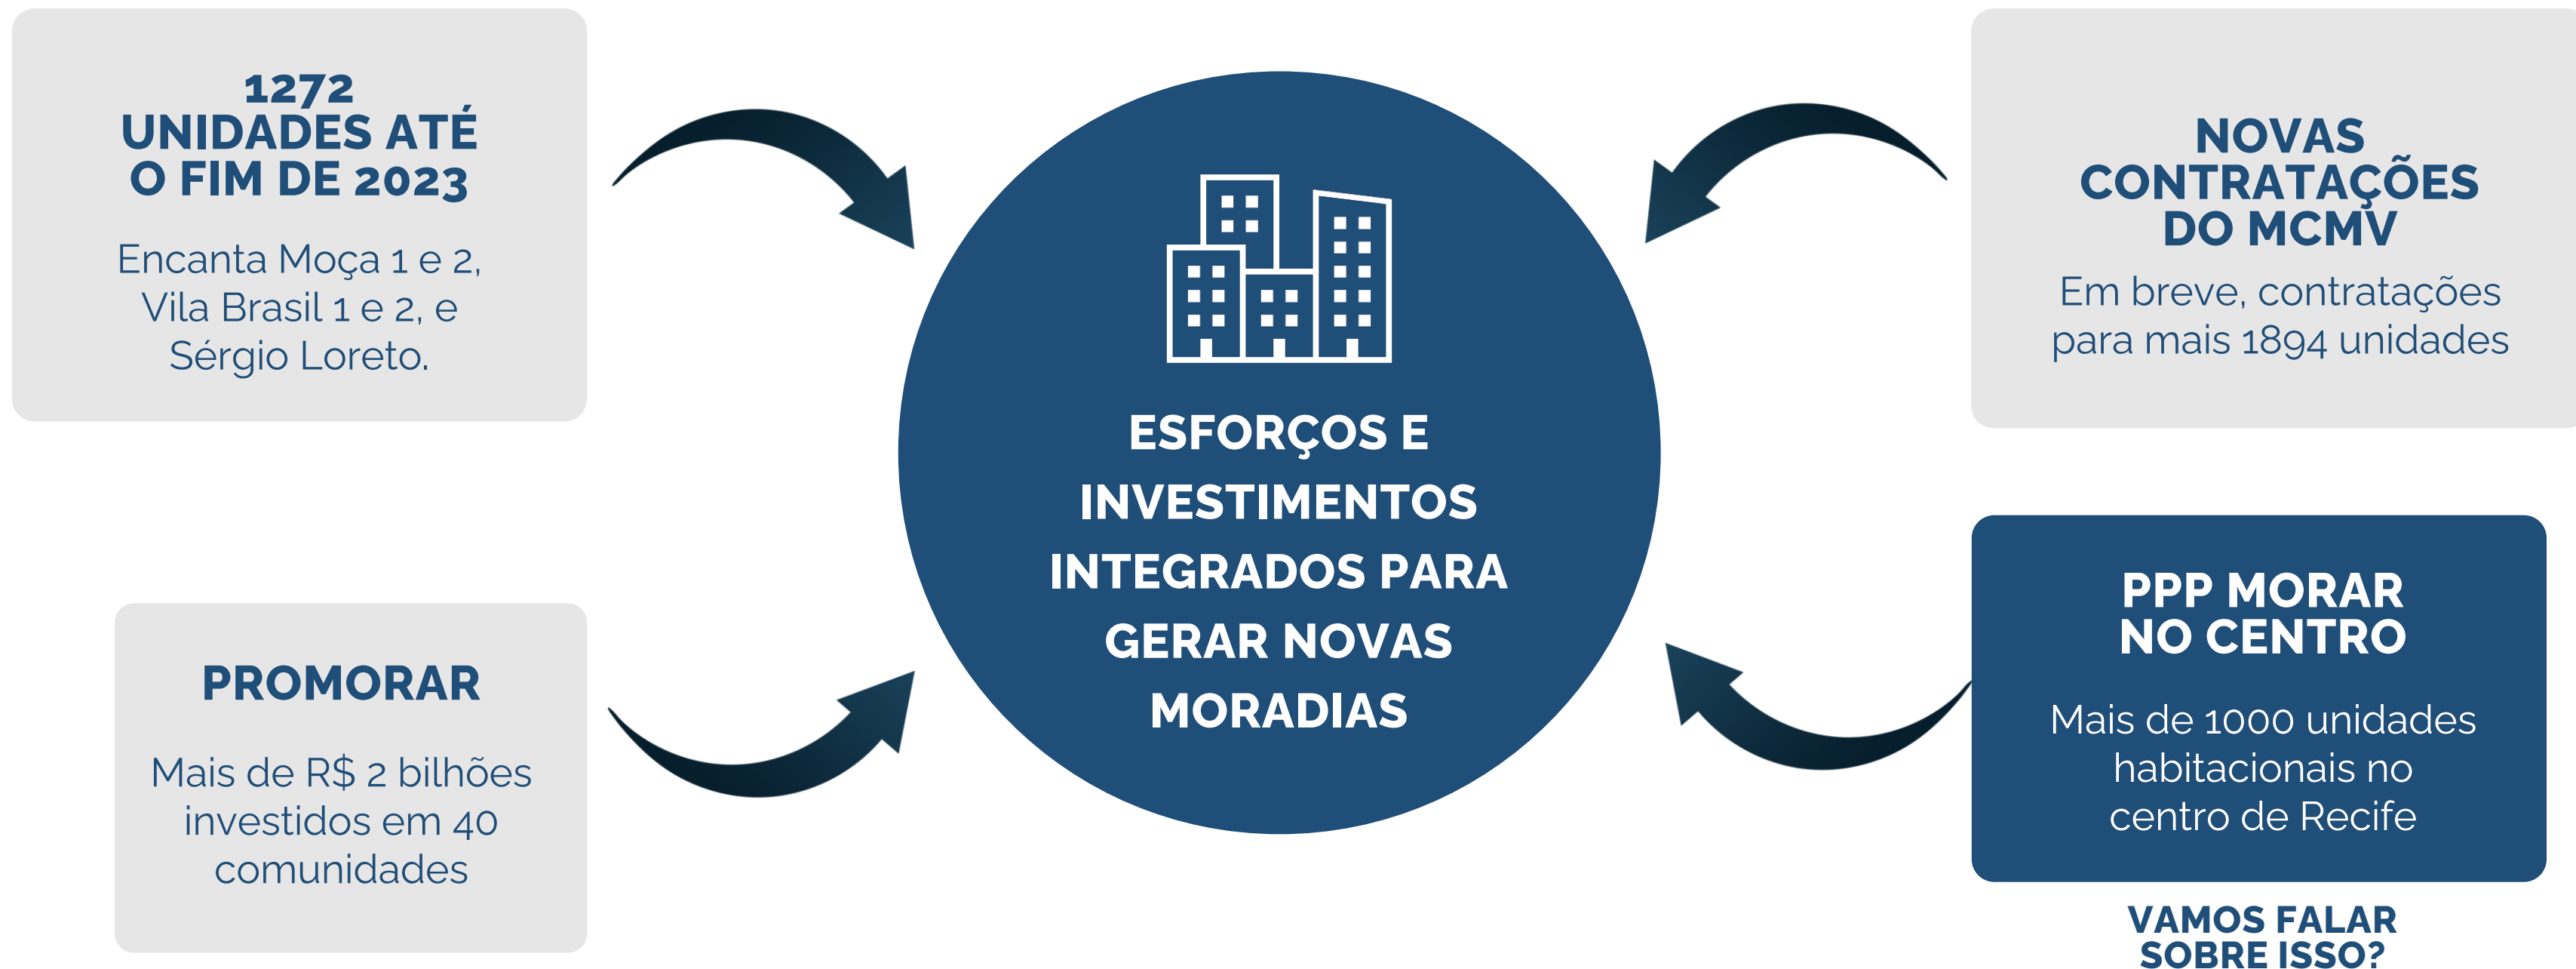 1272
UNIDADES ATÉ
O FIM DE 2023
Encanta Moça 1 e 2,
Vila Brasil 1 e 2, e
Sérgio Loreto.
PROMORAR
Mais de R$ 2 bilhões
investidos em 40
comunidades
ESFORÇOS E
INVESTIMENTOS
INTEGRADOS PARA
GERAR NOVAS
MORADIAS
NOVAS
CONTRATAÇÕES
DO MCMV
Em breve, contratações
para mais 1894 unidades
PPP MORAR
NO CENTRO
Mais de 1000 unidades
habitacionais no
centro de Recife
VAMOS FALAR
SOBRE ISSO?